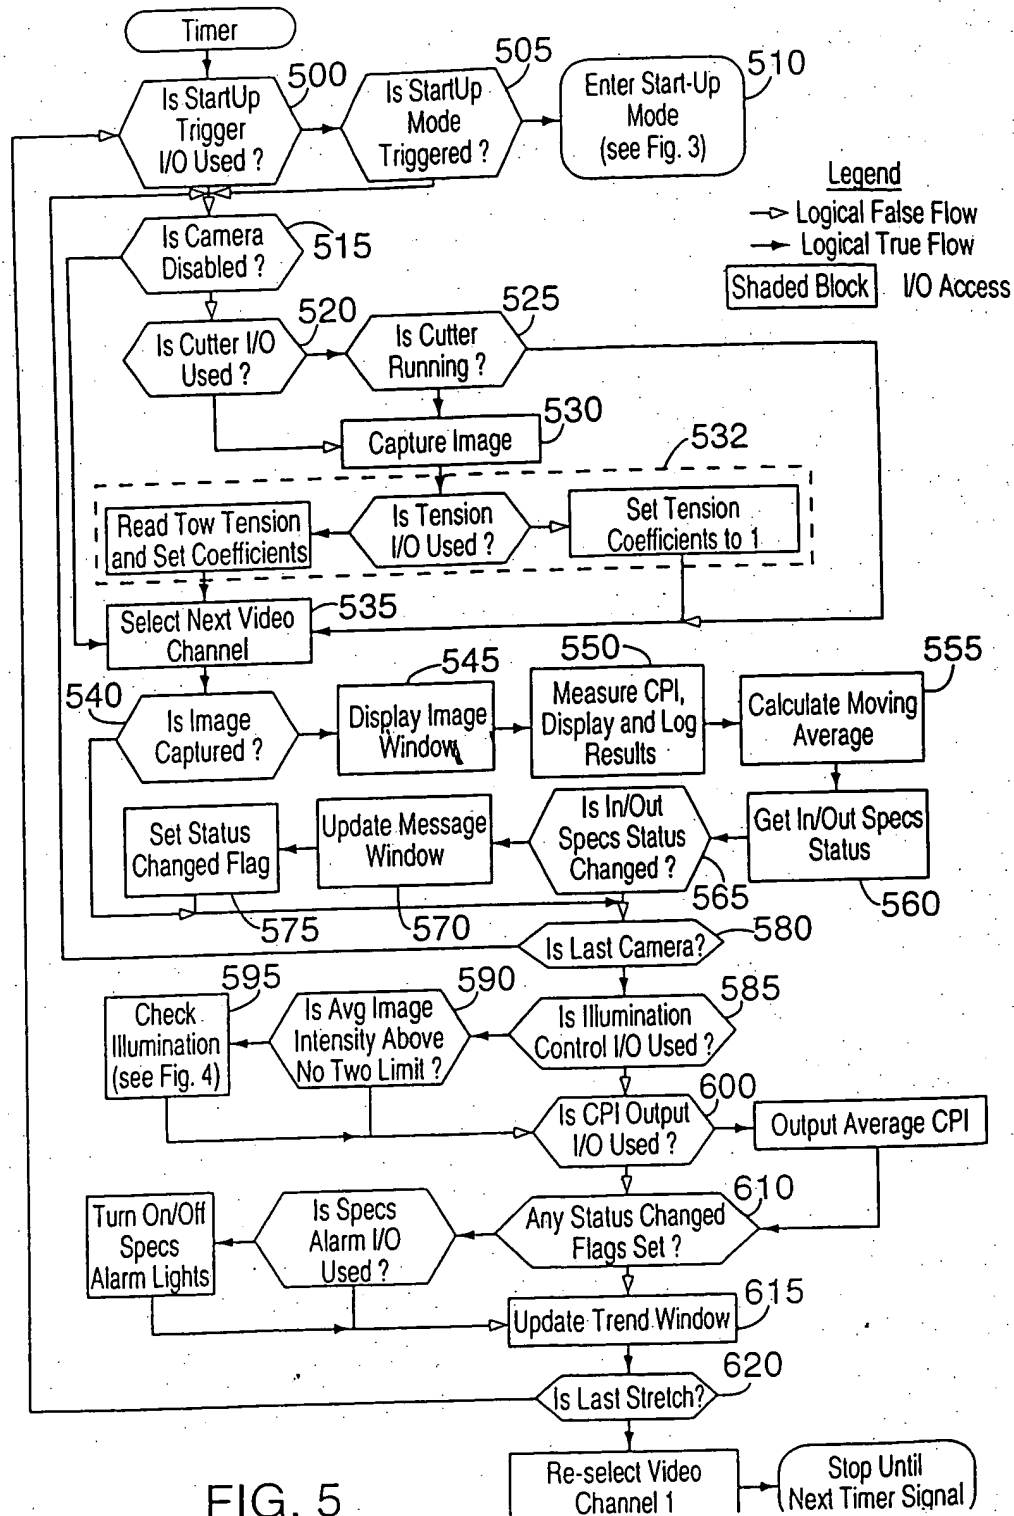 Timer
Is StartUp
Trigger
I/O Used ?
500
Is StartUp
Mode
Triggered ?
505
Enter Start-Up
Mode
(see Fig. 3)
510
Legend
Logical False Flow
Logical True Flow
Shaded Block
I/O Access
Is Camera
Disabled ?
515
Is Cutter I/O
Used ?
520
Is Cutter
Running ?
525
Capture Image
530
532
Read Tow Tension
and Set Coefficients
Is Tension
I/O Used ?
Set Tension
Coefficients to 1
Select Next Video
Channel
535
540
Is Image
Captured ?
545
Display Image
Window
550
Measure CPI,
Display and Log
Results
555
Calculate Moving
Average
Set Status
Changed Flag
575
Update Message
Window
570
Is In/Out
Specs Status
Changed ?
565
Get In/Out Specs
Status
560
Is Last Camera?
580
595
Check
Illumination
(see Fig. 4)
Is Avg Image
Intensity Above
No Two Limit ?
590
Is Illumination
Control I/O Used ?
585
Is CPI Output
I/O Used ?
600
Output Average CPI
Turn On/Off
Specs
Alarm Lights
Is Specs
Alarm I/O
Used ?
Any Status Changed
Flags Set ?
610
Update Trend Window
615
Is Last Stretch?
620
Re-select Video
Channel 1
Stop Until
Next Timer Signal
FIG. 5